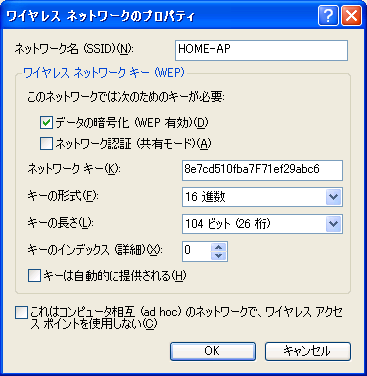 ワイヤレス ネットワークのプロパティ
ネットワーク名 (SSID)(N):
HOME-AP
ワイヤレス ネットワーク キー (WEP)
このネットワークでは次のためのキーが必要:
データの暗号化 (WEP 有効)(D)
ネットワーク認証 (共有モード)(A)
ネットワーク キー(K):
8e7cd510fba7F71ef29abc6
キーの形式(F):
16 進数
キーの長さ(L):
104 ビット (26 桁)
キーのインデックス (詳細)(X):
0
キーは自動的に提供される(H)
これはコンピュータ相互 (ad hoc) のネットワークで、ワイヤレス アクセ
ス ポイントを使用しない(C)
OK
キャンセル